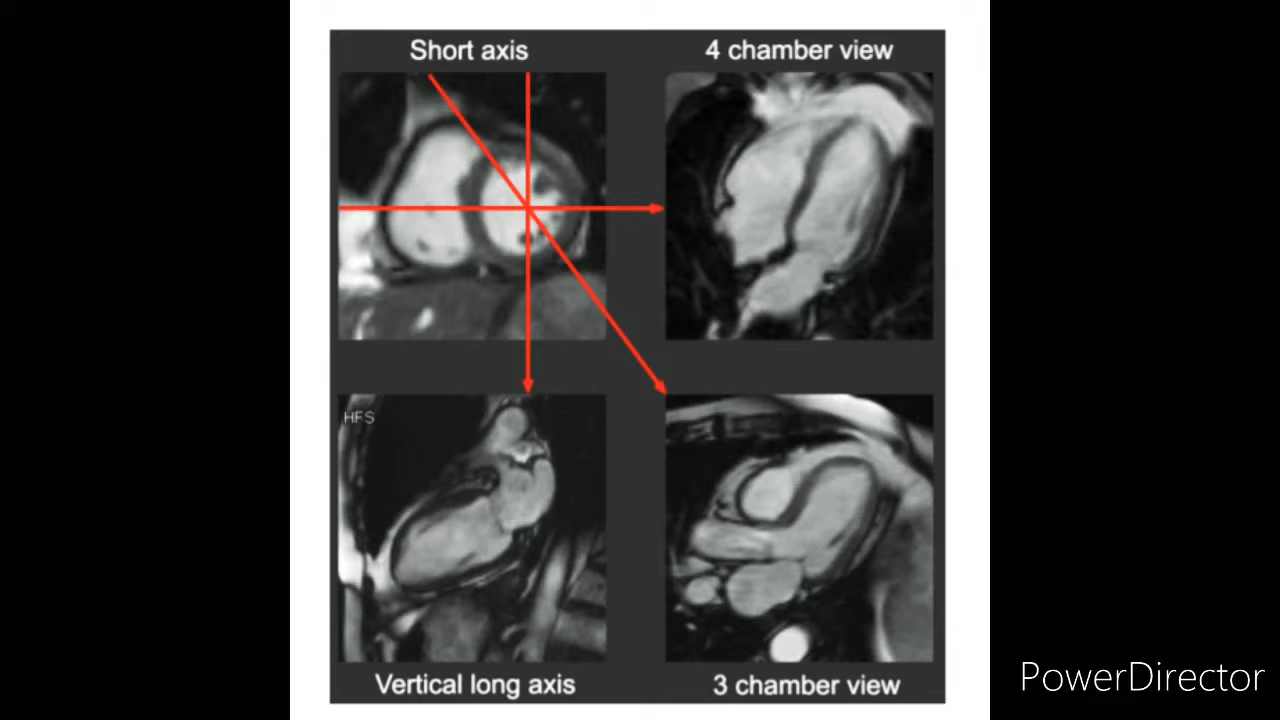 Short axis
4 chamber view
HFS
Vertical long axis
3 chamber view
PowerDirector